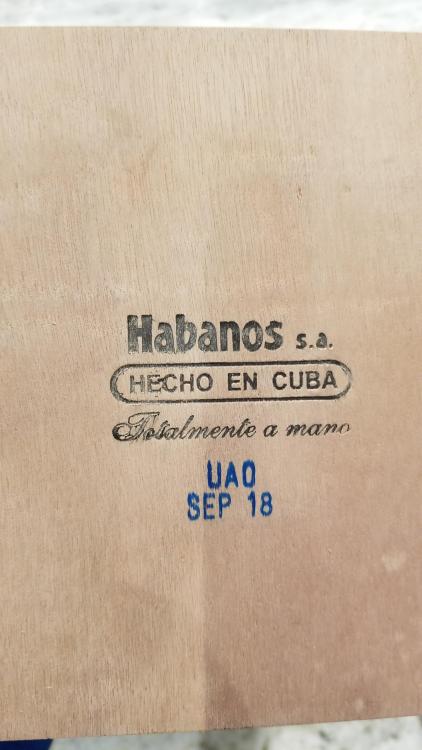 Habanos s.a.
HECHO EN CUBA
Totalmente a mano
UAO
SEP 18